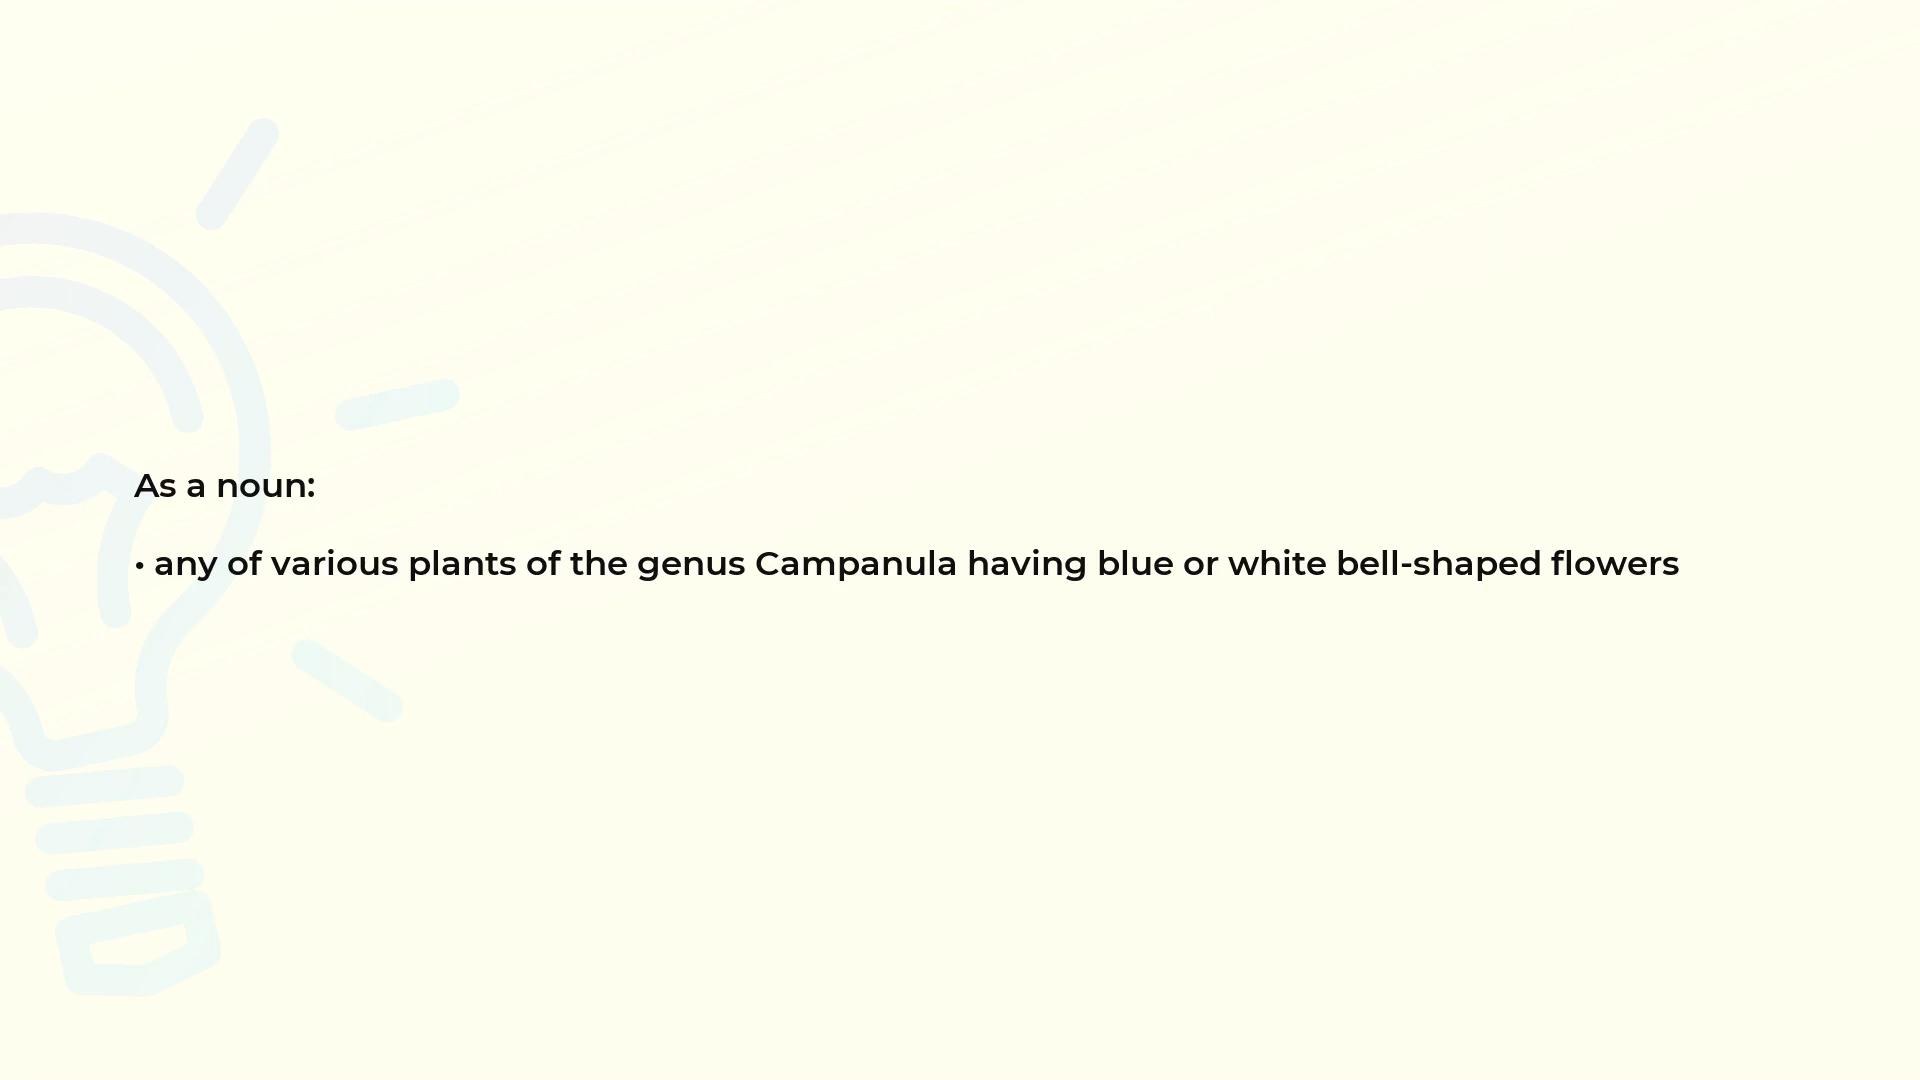 As a noun:
• any of various plants of the genus Campanula having blue or white bell-shaped flowers